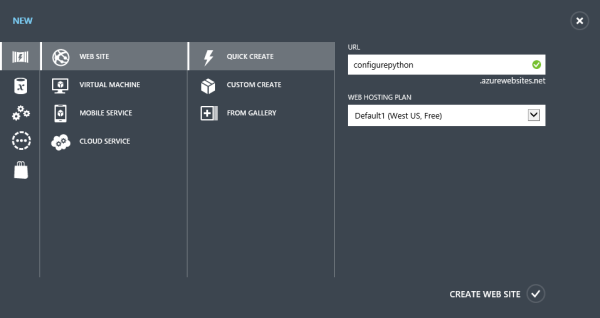 NEW
WEB SITE
VIRTUAL MACHINE
MOBILE SERVICE
CLOUD SERVICE
QUICK CREATE
CUSTOM CREATE
FROM GALLERY
URL
configurepython
.azurewebsites.net
WEB HOSTING PLAN
Default1 (West US, Free)
CREATE WEB SITE